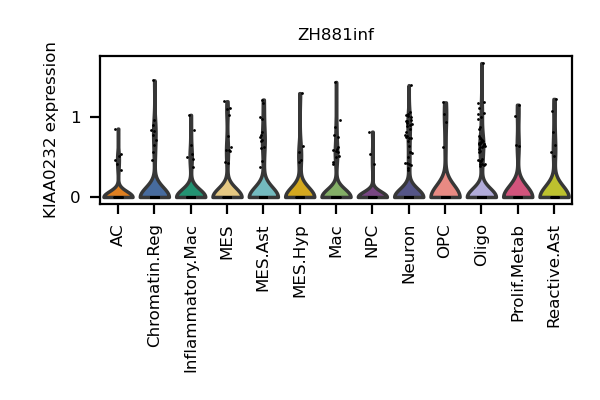 ZH881inf
KIAA0232 expression
1
0
AC
Chromatin.Reg
Inflammatory.Mac
MES
MES.Ast
MES.Hyp
Mac
NPC
Neuron
OPC
Oligo
Prolif.Metab
Reactive.Ast